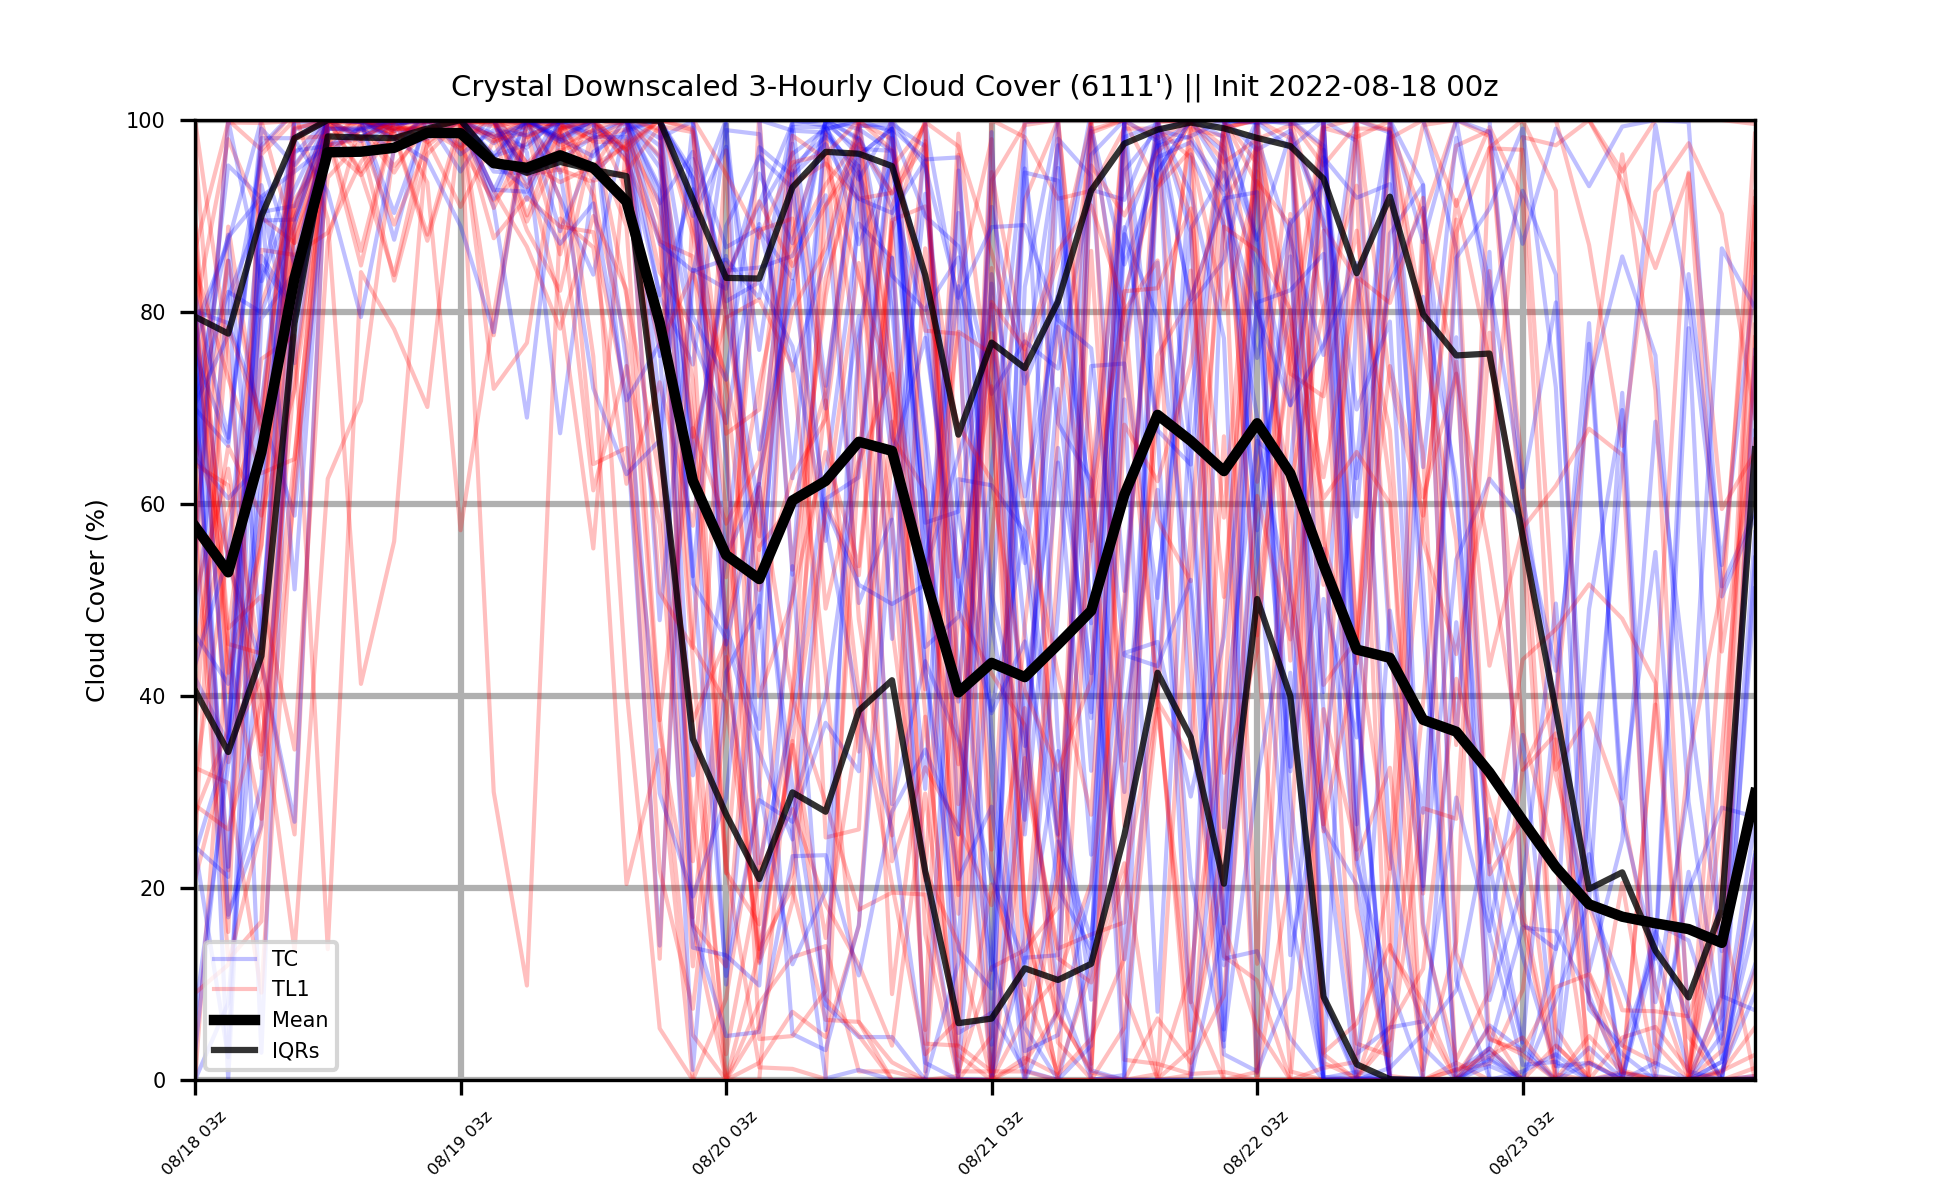 Crystal Downscaled 3-Hourly Cloud Cover (6111') || Init 2022-08-18 00z
Cloud Cover (%)
100
80
60
40
20
0
TC
TL1
Mean
IQRs
08/18 03z
08/19 03z
08/20 03z
08/21 03z
08/22 03z
08/23 03z